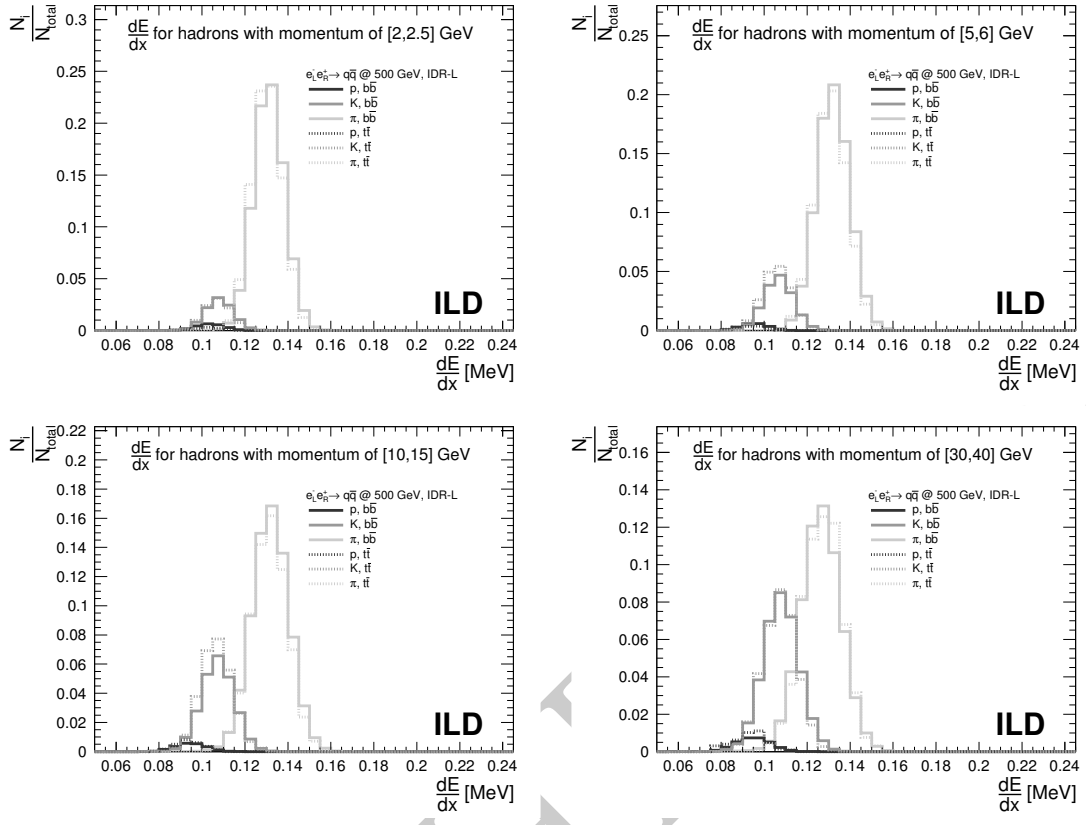 N_i / N_total
dE/dx for hadrons with momentum of [2,2.5] GeV
e_L^- e_R^+ → qq̅ @ 500 GeV, IDR-L
p, bb̅
K, bb̅
π, bb̅
p, tt̅
K, tt̅
π, tt̅
0.3
0.25
0.2
0.15
0.1
0.05
0
ILD
0.06 0.08 0.1 0.12 0.14 0.16 0.18 0.2 0.22 0.24
dE/dx [MeV]
N_i / N_total
dE/dx for hadrons with momentum of [5,6] GeV
e_L^- e_R^+ → qq̅ @ 500 GeV, IDR-L
p, bb̅
K, bb̅
π, bb̅
p, tt̅
K, tt̅
π, tt̅
0.25
0.2
0.15
0.1
0.05
0
ILD
0.06 0.08 0.1 0.12 0.14 0.16 0.18 0.2 0.22 0.24
dE/dx [MeV]
N_i / N_total
dE/dx for hadrons with momentum of [10,15] GeV
e_L^- e_R^+ → qq̅ @ 500 GeV, IDR-L
p, bb̅
K, bb̅
π, bb̅
p, tt̅
K, tt̅
π, tt̅
0.22
0.2
0.18
0.16
0.14
0.12
0.1
0.08
0.06
0.04
0.02
0
ILD
0.06 0.08 0.1 0.12 0.14 0.16 0.18 0.2 0.22 0.24
dE/dx [MeV]
N_i / N_total
dE/dx for hadrons with momentum of [30,40] GeV
e_L^- e_R^+ → qq̅ @ 500 GeV, IDR-L
p, bb̅
K, bb̅
π, bb̅
p, tt̅
K, tt̅
π, tt̅
0.16
0.14
0.12
0.1
0.08
0.06
0.04
0.02
0
ILD
0.06 0.08 0.1 0.12 0.14 0.16 0.18 0.2 0.22 0.24
dE/dx [MeV]